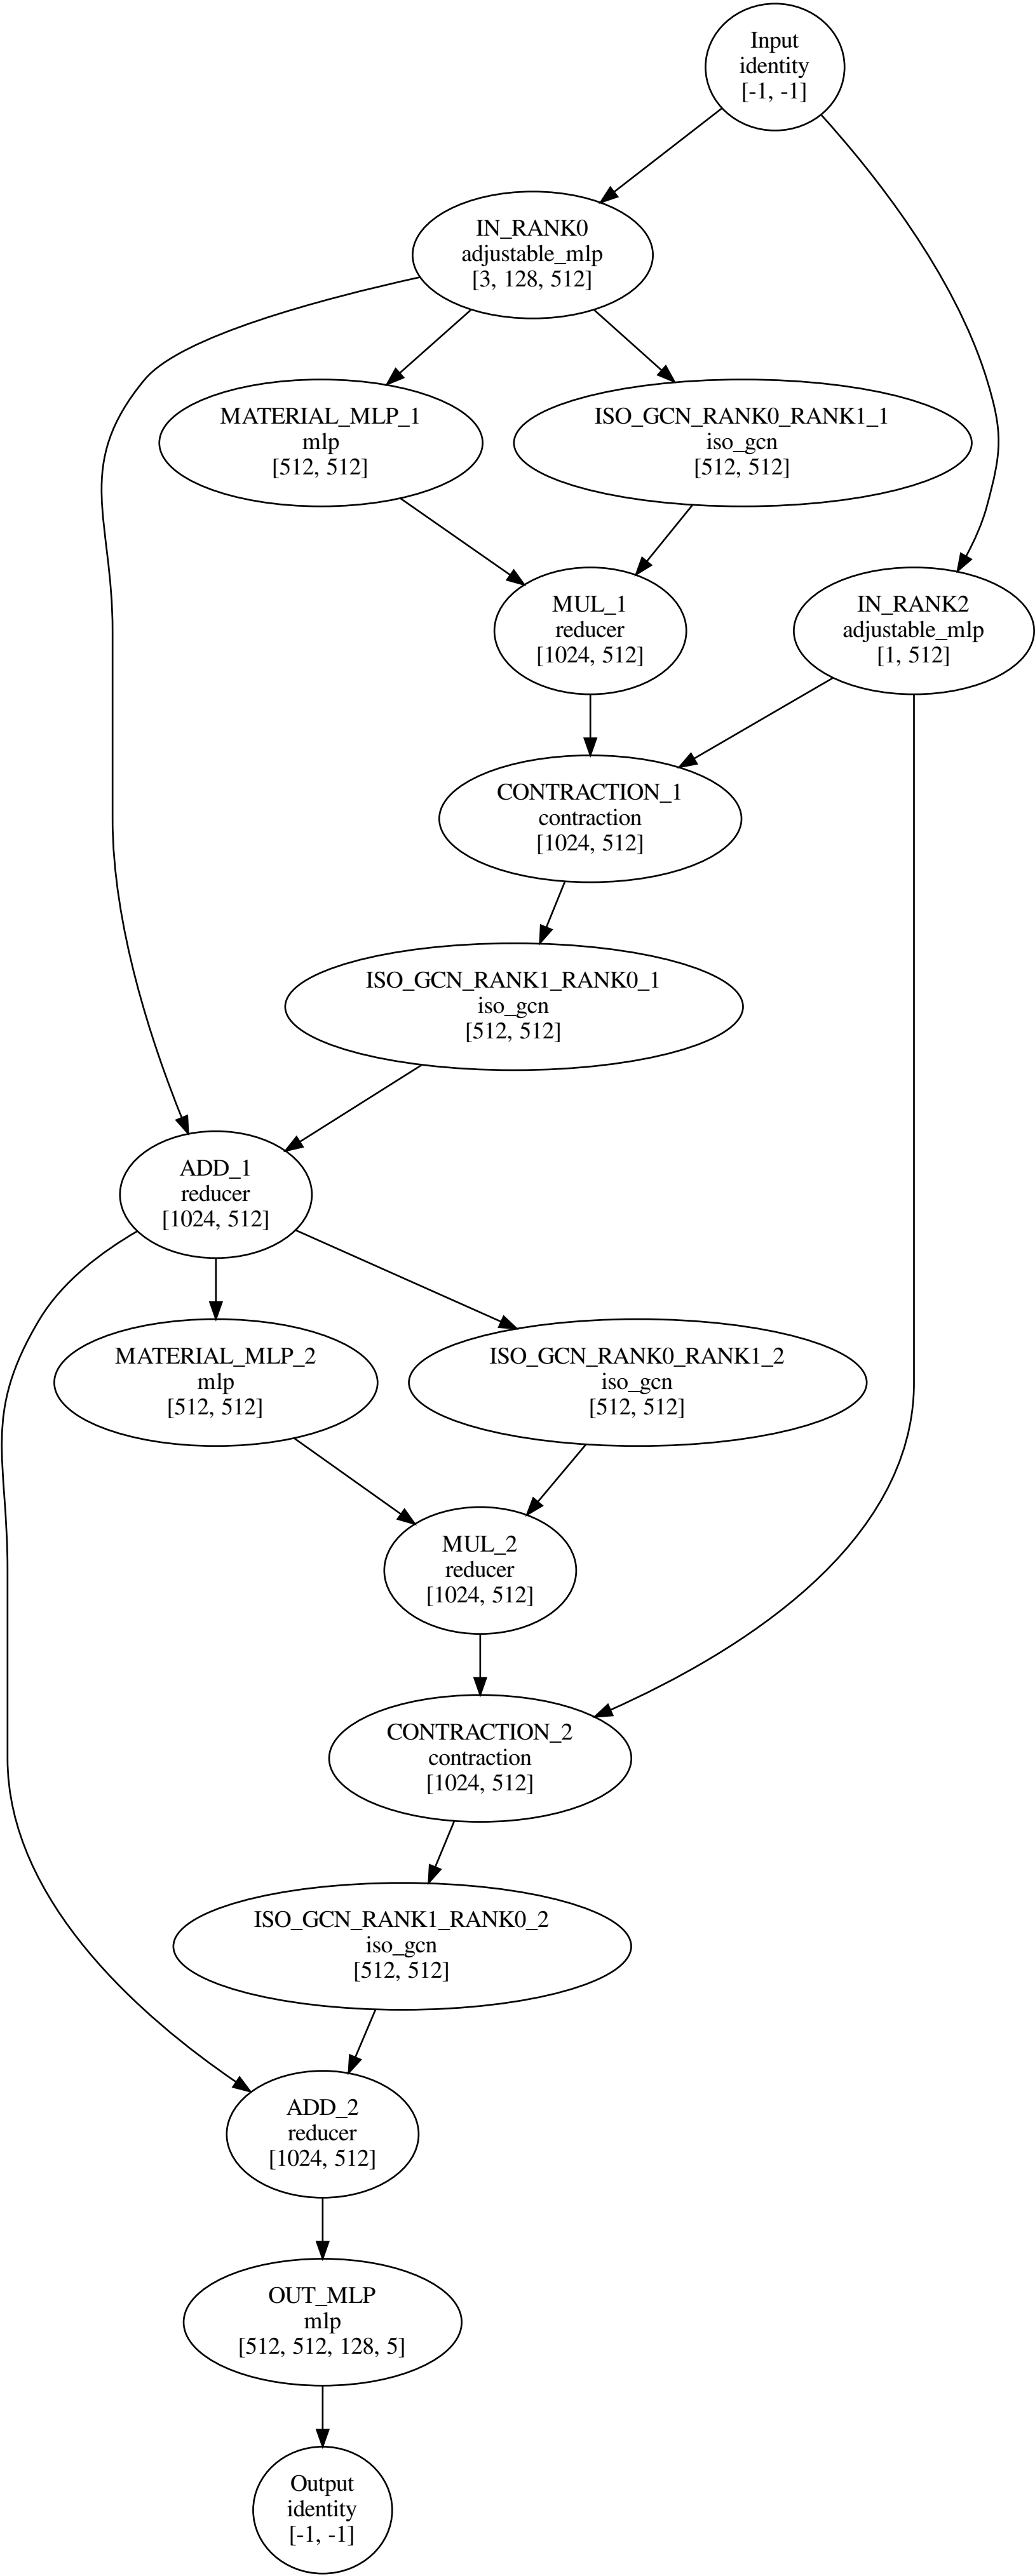 Input
identity
[-1, -1]
IN_RANK0
adjustable_mlp
[3, 128, 512]
MATERIAL_MLP_1
mlp
[512, 512]
ISO_GCN_RANK0_RANK1_1
iso_gcn
[512, 512]
MUL_1
reducer
[1024, 512]
IN_RANK2
adjustable_mlp
[1, 512]
CONTRACTION_1
contraction
[1024, 512]
ISO_GCN_RANK1_RANK0_1
iso_gcn
[512, 512]
ADD_1
reducer
[1024, 512]
MATERIAL_MLP_2
mlp
[512, 512]
ISO_GCN_RANK0_RANK1_2
iso_gcn
[512, 512]
MUL_2
reducer
[1024, 512]
CONTRACTION_2
contraction
[1024, 512]
ISO_GCN_RANK1_RANK0_2
iso_gcn
[512, 512]
ADD_2
reducer
[1024, 512]
OUT_MLP
mlp
[512, 512, 128, 5]
Output
identity
[-1, -1]